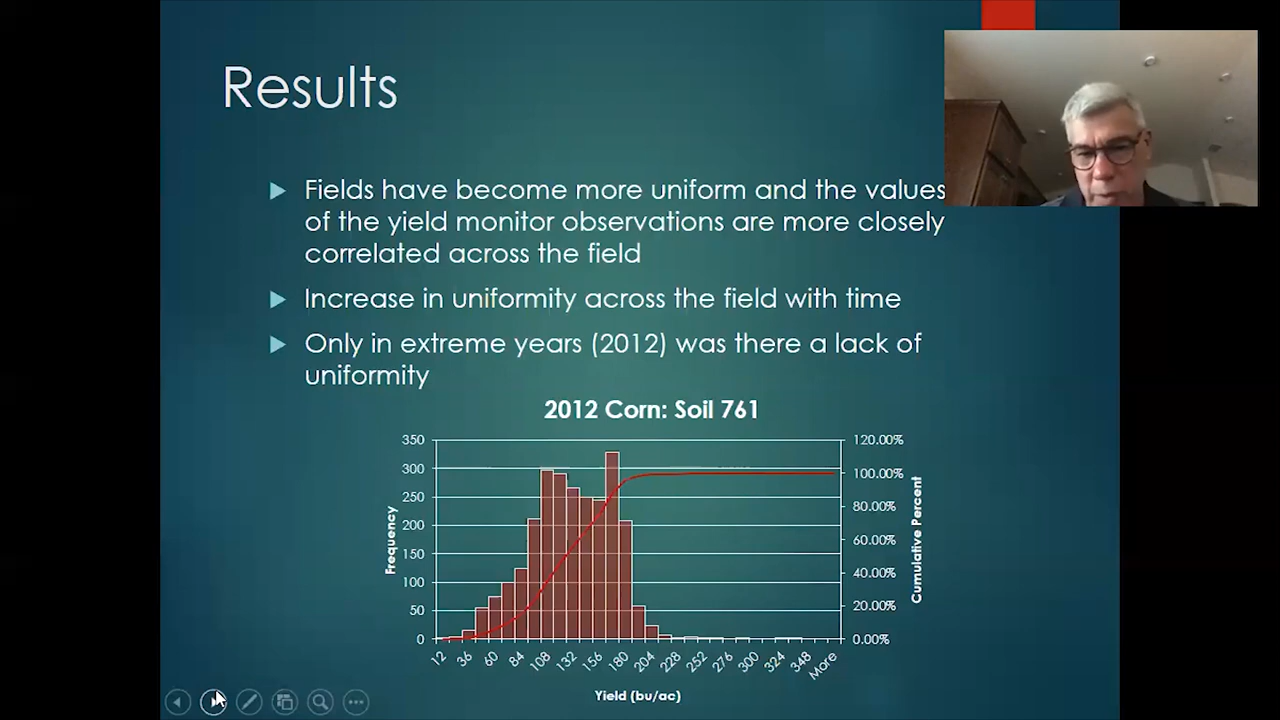 Results
Fields have become more uniform and the values
of the yield monitor observations are more closely
correlated across the field
Increase in uniformity across the field with time
Only in extreme years (2012) was there a lack of
uniformity
2012 Corn: Soil 761
350
300
250
200
150
100
50
0
Frequency
120.00%
100.00%
80.00%
60.00%
40.00%
20.00%
0.00%
Cumulative Percent
12
36
60
84
108
132
156
180
204
228
252
276
300
324
348
More
Yield (bu/ac)